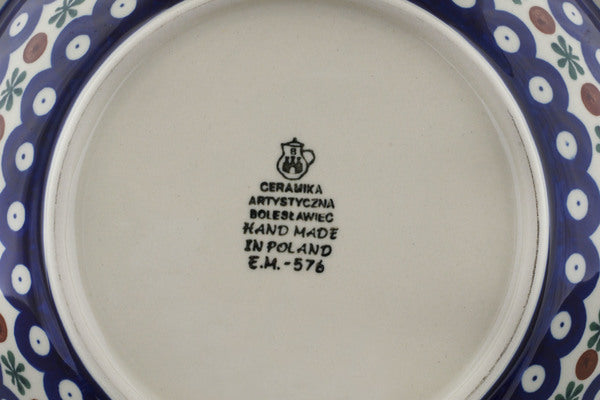 B
CERAMIKA
ARTYSTYCZNA
BOLESŁAWIEC
HAND MADE
IN POLAND
E.M.-576